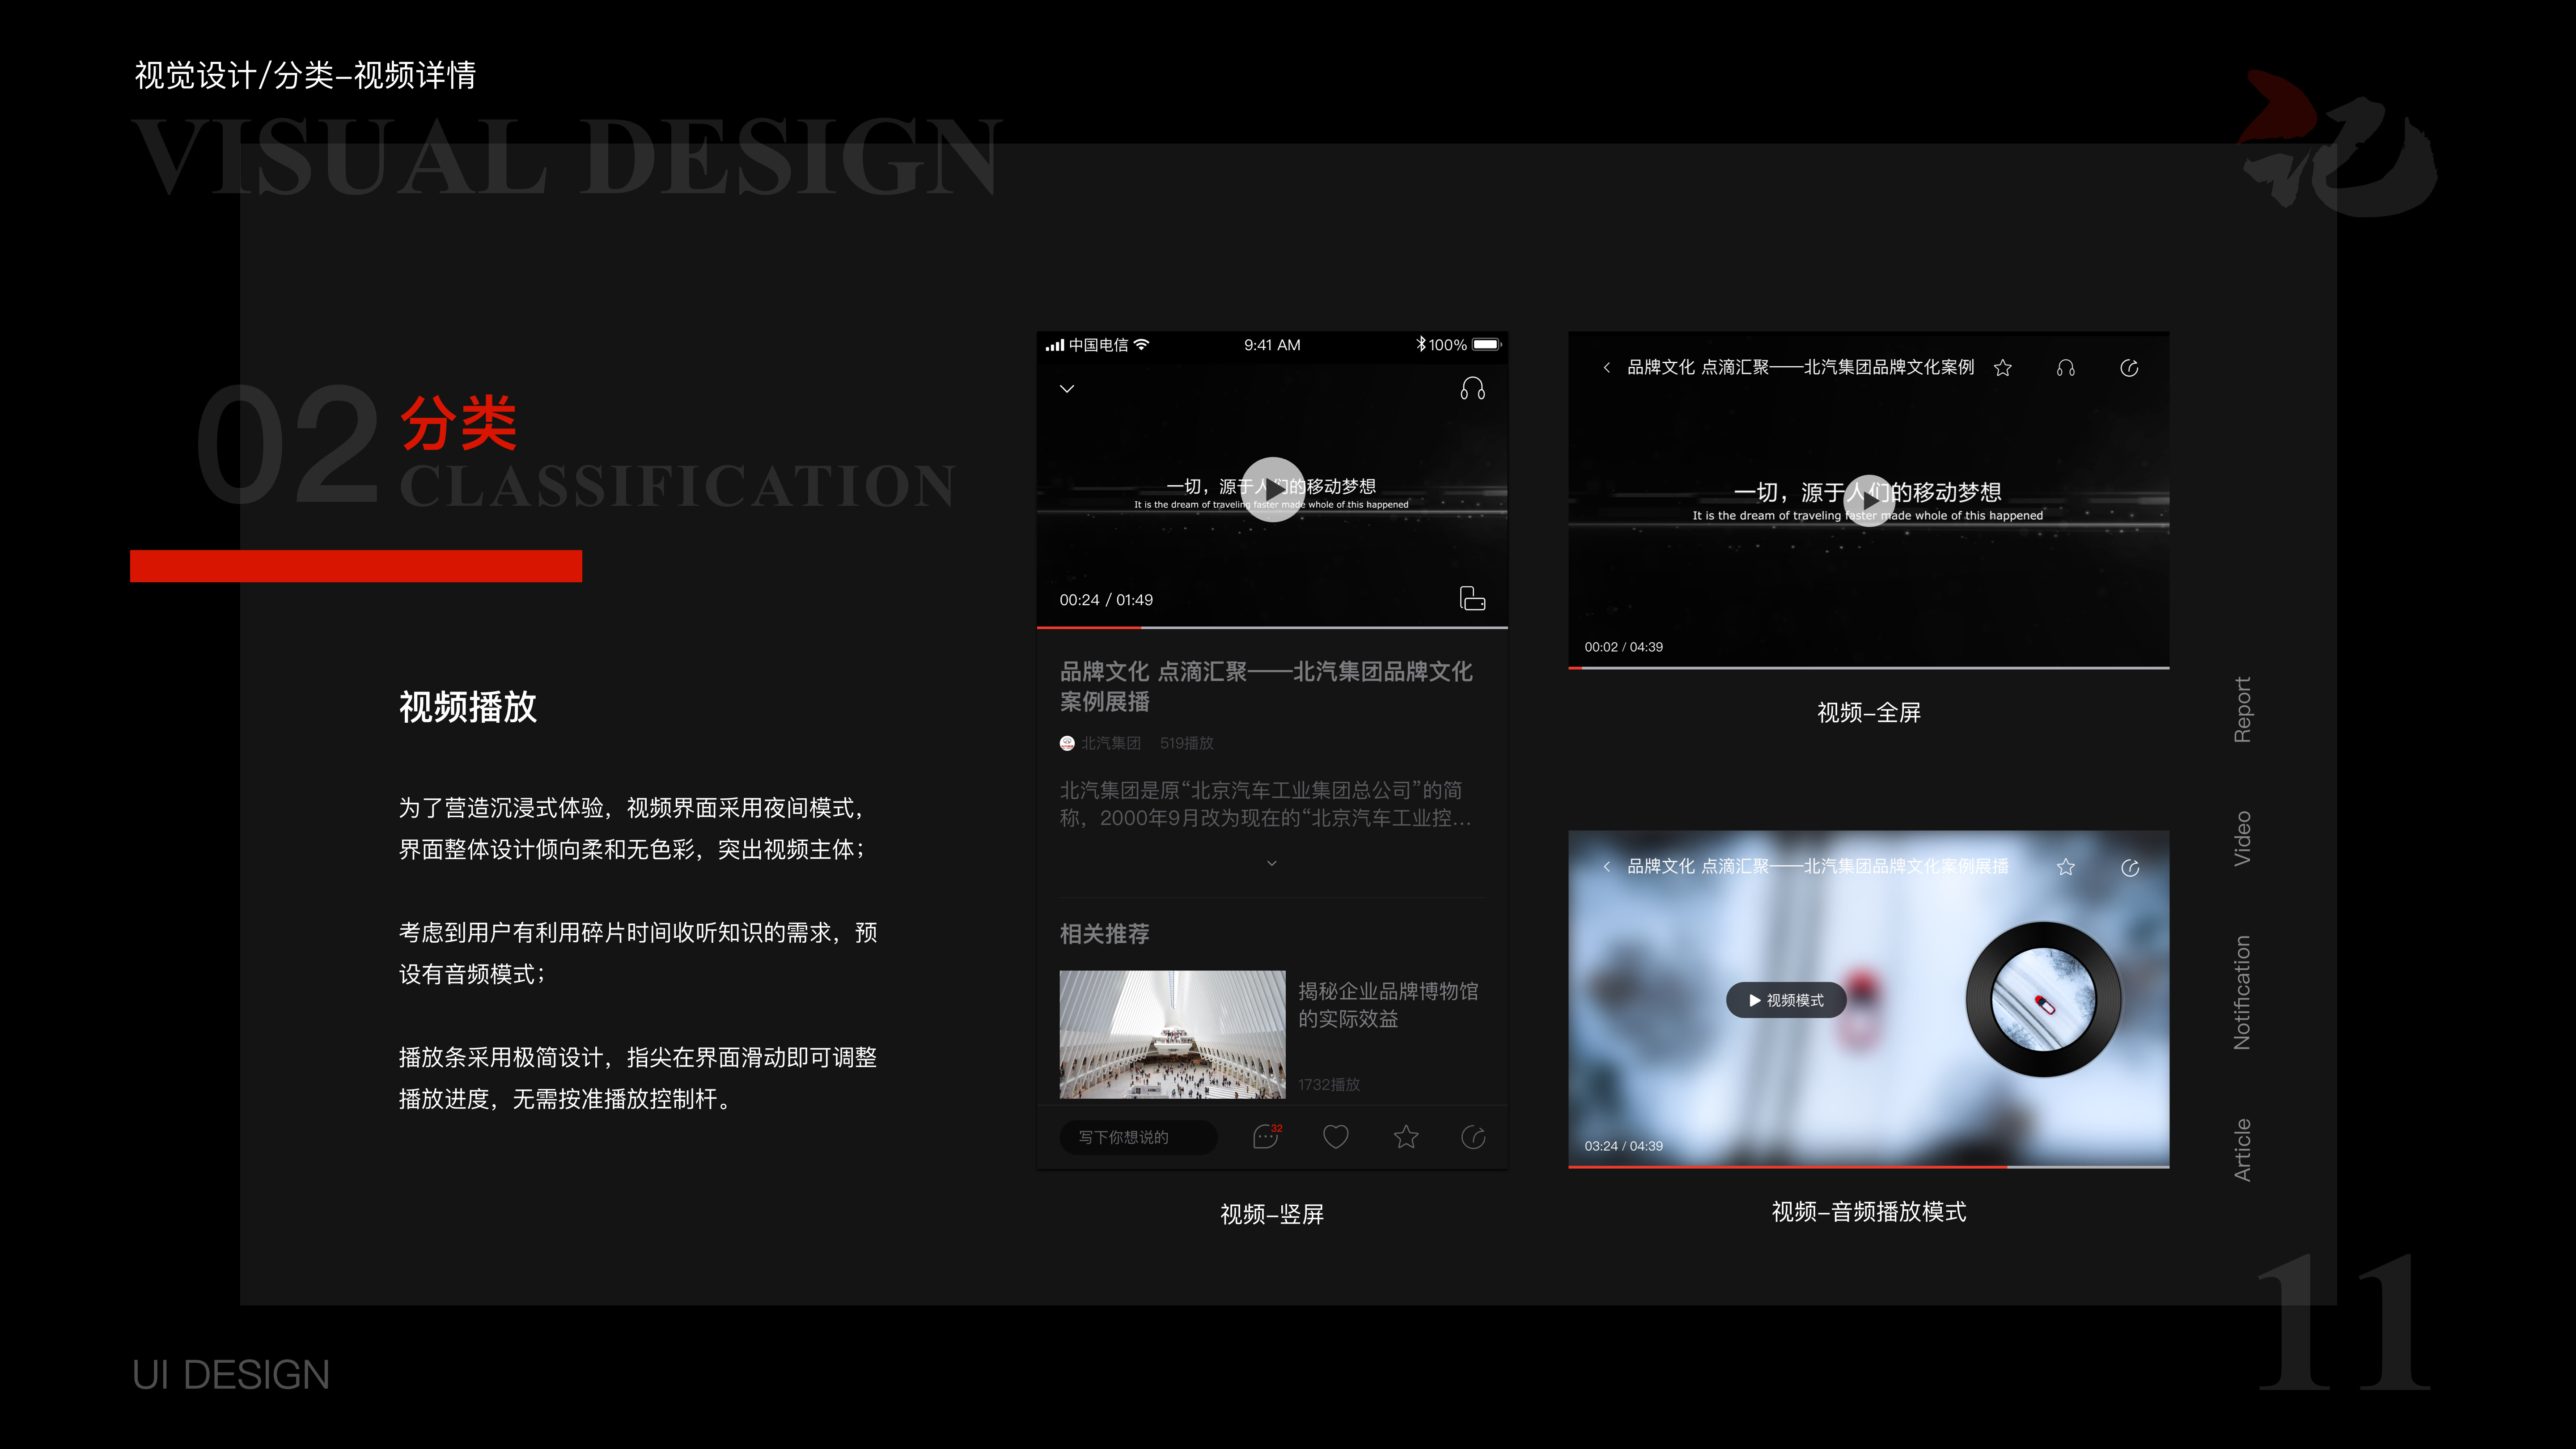 视觉设计/分类–视频详情
VISUAL DESIGN
记
02
分类
CLASSIFICATION
视频播放
为了营造沉浸式体验，视频界面采用夜间模式，
界面整体设计倾向柔和无色彩，突出视频主体；
考虑到用户有利用碎片时间收听知识的需求，预
设有音频模式；
播放条采用极简设计，指尖在界面滑动即可调整
播放进度，无需按准播放控制杆。
中国电信
9:41 AM
100%
一切，源于人们的移动梦想
It is the dream of traveling faster made whole of this happened
00:24 / 01:49
品牌文化 点滴汇聚——北汽集团品牌文化
案例展播
北汽集团 519播放
北汽集团是原“北京汽车工业集团总公司”的简
称，2000年9月改为现在的“北京汽车工业控...
相关推荐
揭秘企业品牌博物馆
的实际效益
1732播放
写下你想说的
32
视频–竖屏
品牌文化 点滴汇聚——北汽集团品牌文化案例
一切，源于人们的移动梦想
It is the dream of traveling faster made whole of this happened
00:02 / 04:39
视频–全屏
品牌文化 点滴汇聚——北汽集团品牌文化案例展播
视频模式
03:24 / 04:39
视频–音频播放模式
Report
Video
Notification
Article
UI DESIGN
11